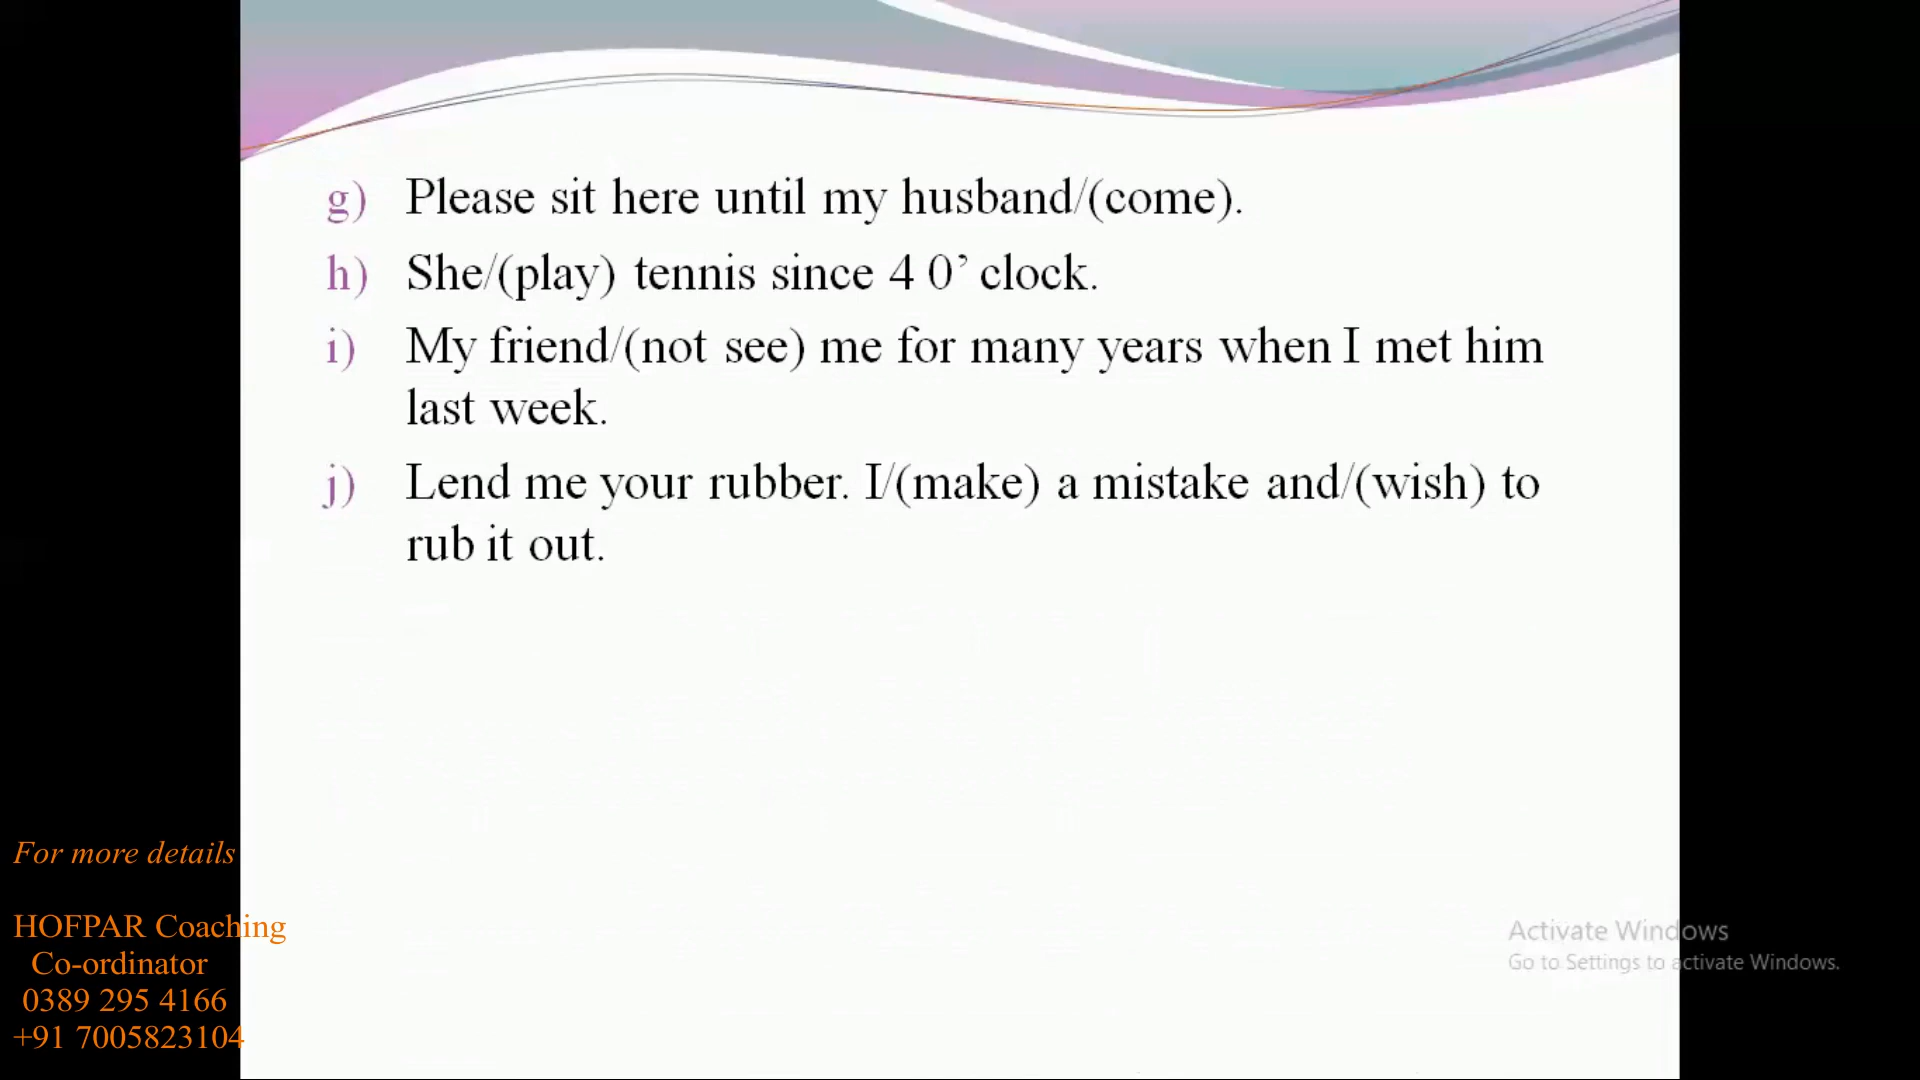 g) Please sit here until my husband/(come).
h) She/(play) tennis since 4 0’ clock.
i) My friend/(not see) me for many years when I met him
last week.
j) Lend me your rubber. I/(make) a mistake and/(wish) to
rub it out.
For more details
HOFPAR Coaching
Co-ordinator
0389 295 4166
+91 7005823104
Activate Windows
Go to Settings to activate Windows.